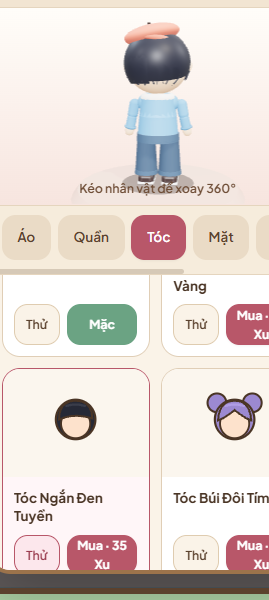 Kéo nhân vật để xoay 360°
Áo Quần Tóc Mặt
Vàng
Thử Mặc Thử Mua ·
Xu
Tóc Ngắn Đen Tóc Búi Đôi Tím
Tuyền
Thử Mua · 35 Thử Mua ·
Xu Xu